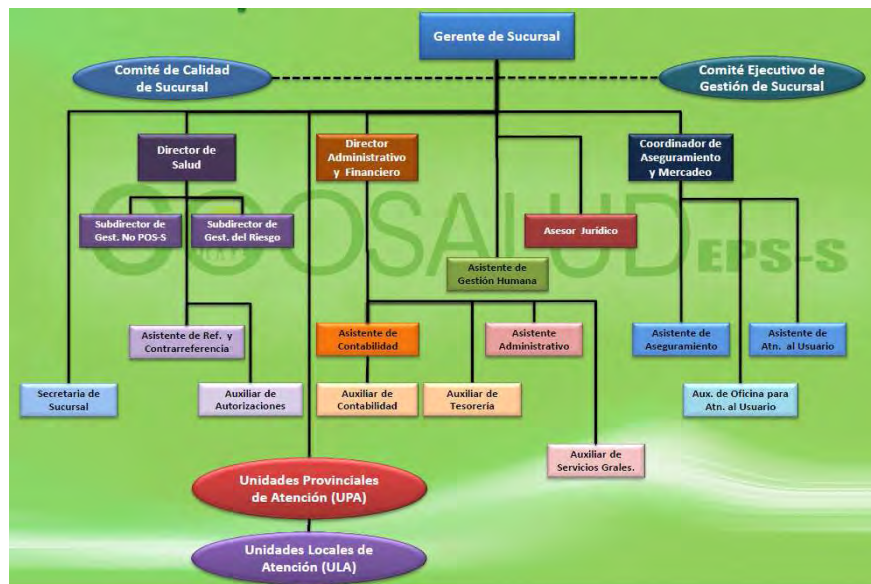 Gerente de Sucursal
Comité de Calidad
de Sucursal
Comité Ejecutivo de
Gestión de Sucursal
Director de
Salud
Director
Administrativo
y Financiero
Coordinador de
Aseguramiento
y Mercadeo
Subdirector de
Gest. No POS-S
Subdirector de
Gest. del Riesgo
Asesor Jurídico
COOSALUD EPS-S
Asistente de
Gestión Humana
Asistente de Ref. y
Contrarreferencia
Asistente de
Contabilidad
Asistente
Administrativo
Asistente de
Aseguramiento
Asistente de
Atn. al Usuario
Secretaria de
Sucursal
Auxiliar de
Autorizaciones
Auxiliar de
Contabilidad
Auxiliar de
Tesorería
Aux. de Oficina para
Atn. al Usuario
Auxiliar de
Servicios Grales.
Unidades Provinciales
de Atención (UPA)
Unidades Locales de
Atención (ULA)